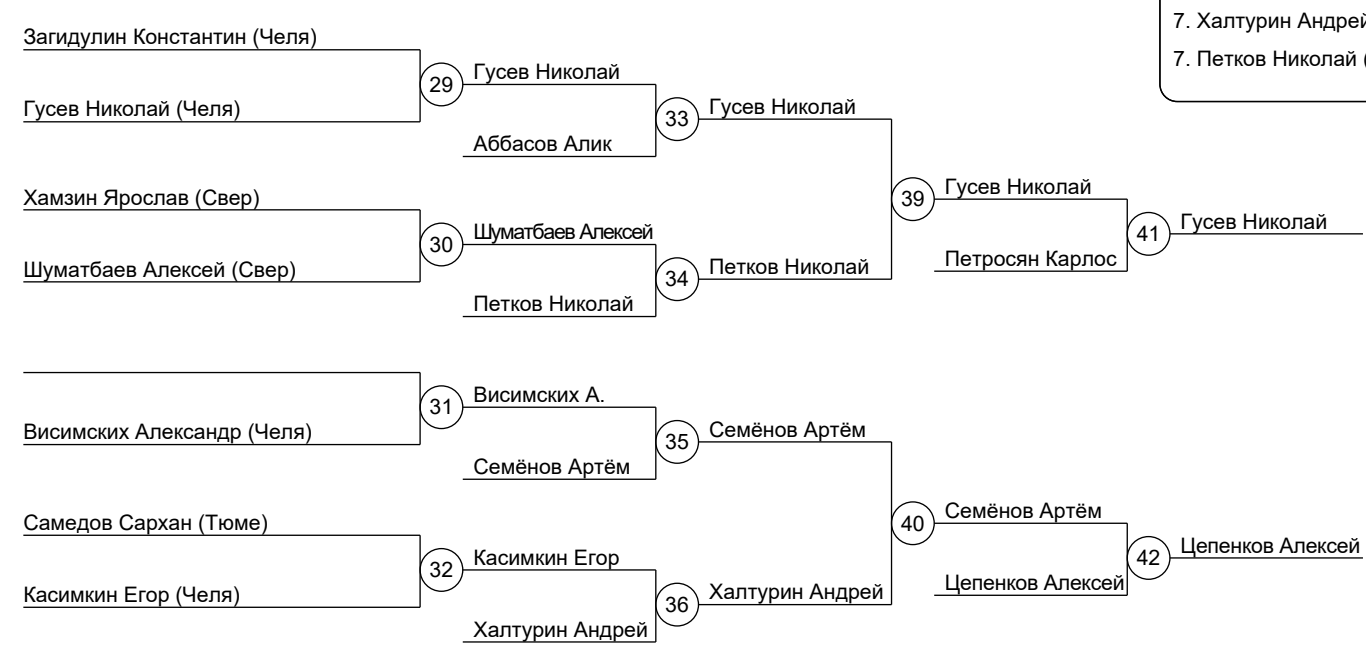 7. Халтурин Андрей
7. Петков Николай (
Загидулин Константин (Челя)
29
Гусев Николай
Гусев Николай (Челя)
33
Гусев Николай
Аббасов Алик
Хамзин Ярослав (Свер)
39
Гусев Николай
30
Шуматбаев Алексей
41
Гусев Николай
Шуматбаев Алексей (Свер)
34
Петков Николай
Петросян Карлос
Петков Николай
31
Висимских А.
Висимских Александр (Челя)
35
Семёнов Артём
Семёнов Артём
Самедов Сархан (Тюме)
40
Семёнов Артём
32
Касимкин Егор
42
Цепенков Алексей
Касимкин Егор (Челя)
36
Халтурин Андрей
Цепенков Алексей
Халтурин Андрей